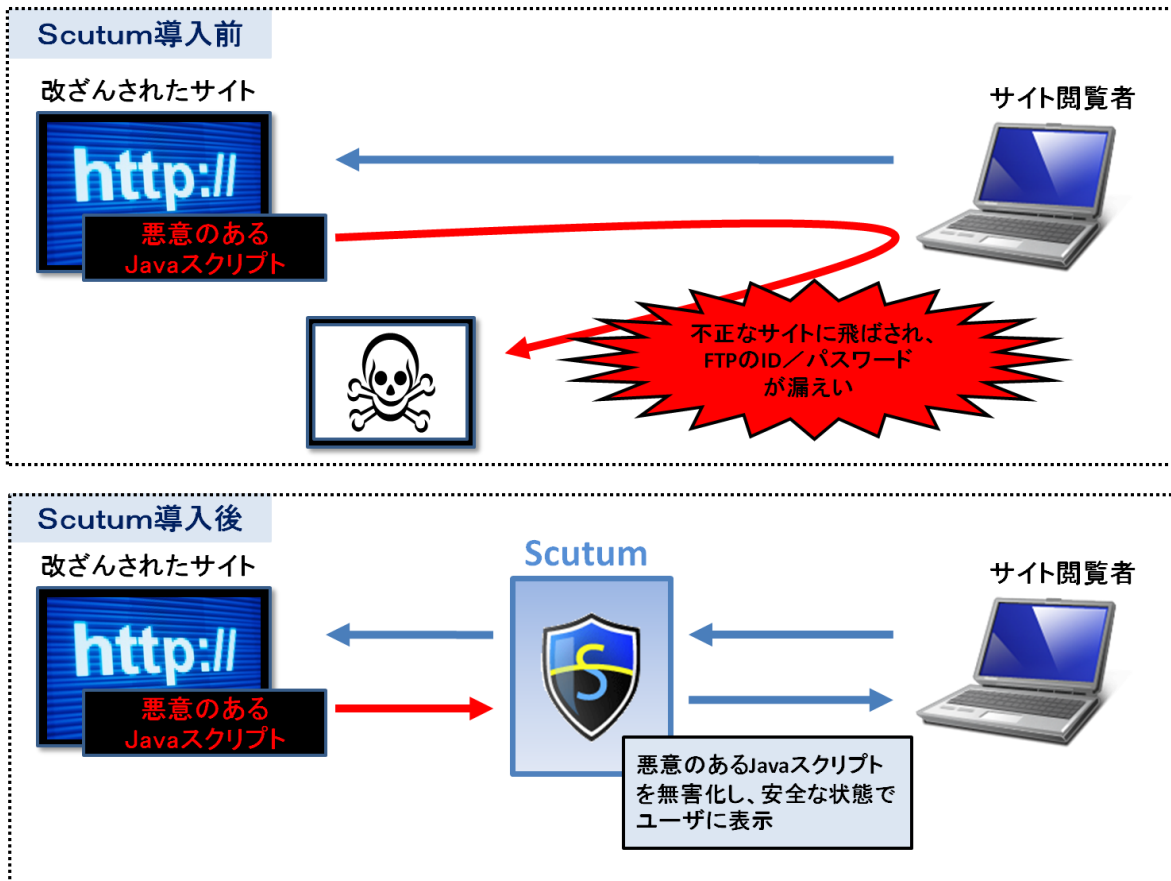 Scutum導入前
改ざんされたサイト
サイト閲覧者
http://
悪意のある
Javaスクリプト
不正なサイトに飛ばされ、
FTPのID／パスワード
が漏えい
Scutum導入後
改ざんされたサイト
Scutum
サイト閲覧者
http://
S
悪意のある
Javaスクリプト
悪意のあるJavaスクリプト
を無害化し、安全な状態で
ユーザに表示